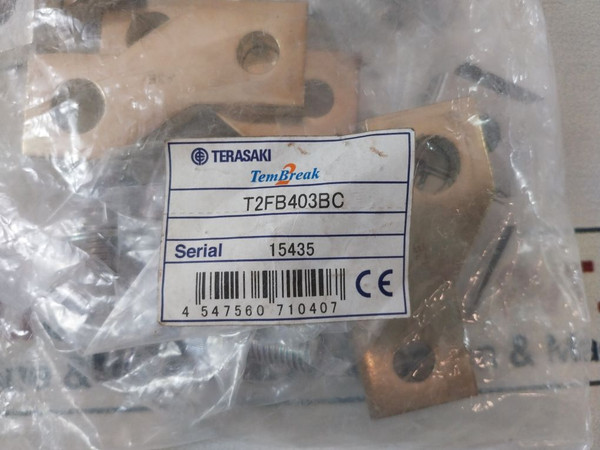 TERASAKI
TemBreak 2
T2FB403BC
Serial 15435
CE
4 547560 710407
& M